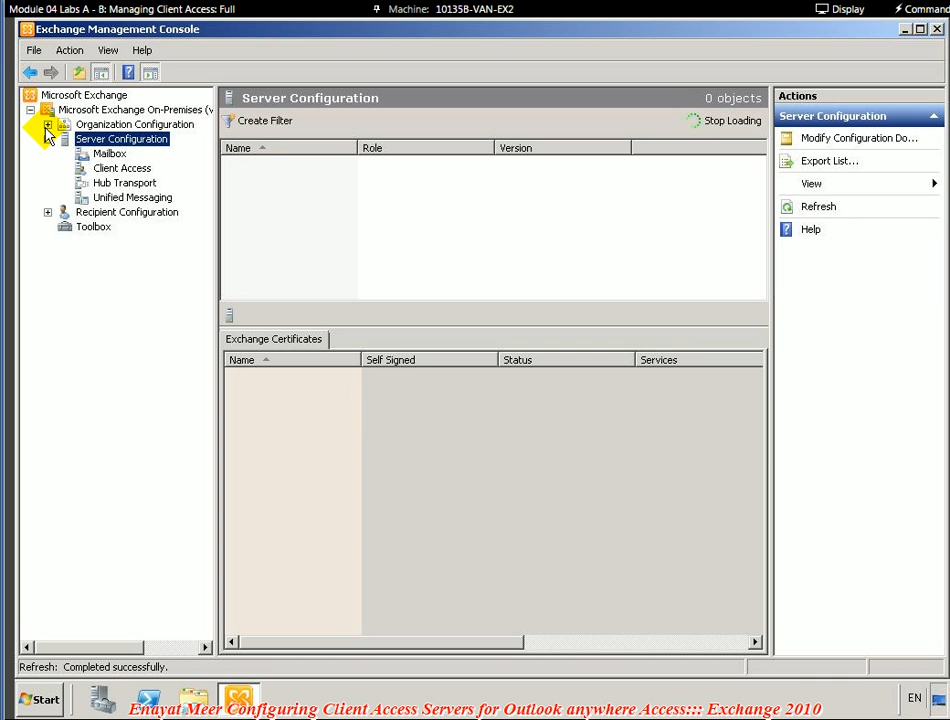 Module 04 Labs A - B: Managing Client Access: Full
Machine: 10135B-VAN-EX2
Display
Command
Exchange Management Console
File Action View Help
Microsoft Exchange
Microsoft Exchange On-Premises (v
Organization Configuration
Server Configuration
Mailbox
Client Access
Hub Transport
Unified Messaging
Recipient Configuration
Toolbox
Server Configuration
0 objects
Create Filter
Stop Loading
Name Role Version
Exchange Certificates
Name Self Signed Status Services
Actions
Server Configuration
Modify Configuration Do...
Export List...
View
Refresh
Help
Refresh: Completed successfully.
Start
EN
Enayat Meer Configuring Client Access Servers for Outlook anywhere Access::: Exchange 2010